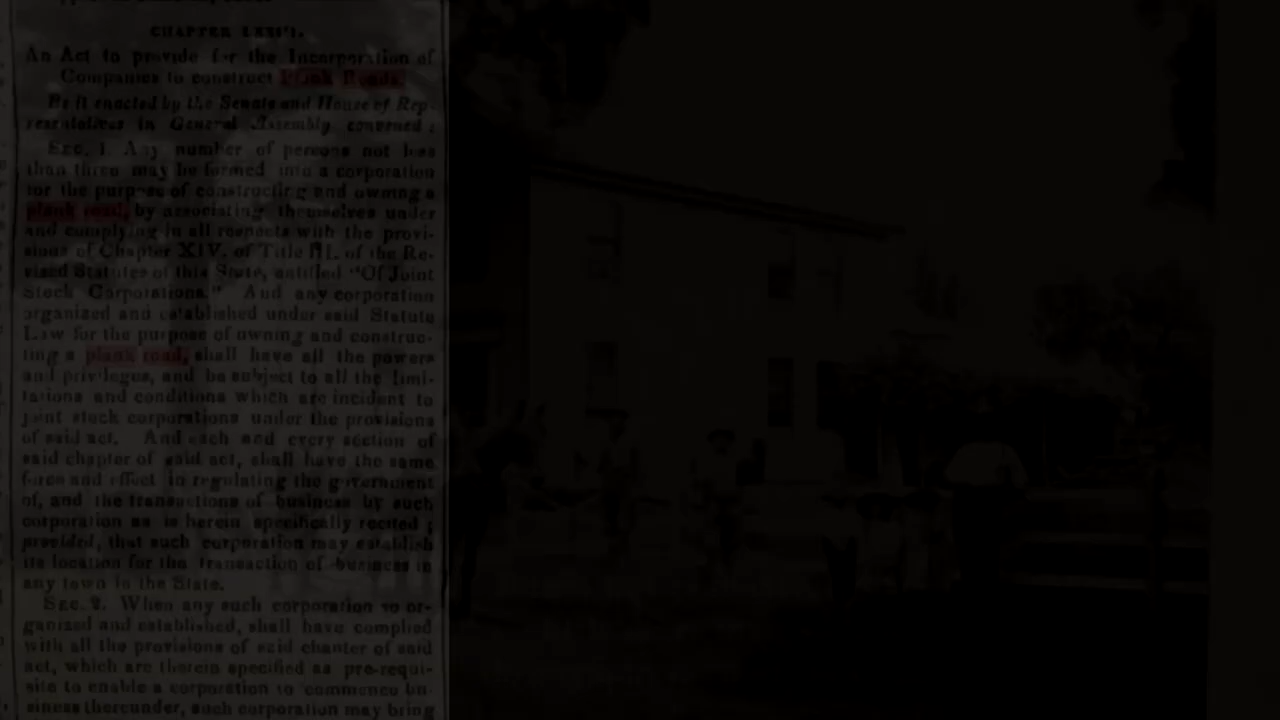 CHAPTER
An Act to provide for the Incorporation of
Companies to construct Plank Roads.
Be it enacted by the Senate and House of Rep-
resentatives in General Assembly convened:
SEC. 1. Any number of persons not less
than three may be formed into a corporation
for the purpose of constructing and owning a
plank road, by associating themselves under
and complying in all respects with the provi-
sions of Chapter XIV. of Title III. of the Re-
vised Statutes of this State, entitled "Of Joint
Stock Corporations." And any corporation
organized and established under said Statute
Law for the purpose of owning and construc-
ting a plank road, shall have all the powers
and privileges, and be subject to all the limi-
tations and conditions which are incident to
joint stock corporations under the provisions
of said act. And each and every section of
said chapter of said act, shall have the same
force and effect in regulating the government
of, and the transactions of business by such
corporation as is herein specifically recited;
provided, that such corporation may establish
its location for the transaction of business in
any town in the State.
SEC. 2. When any such corporation so or-
ganized and established, shall have complied
with all the provisions of said chapter of said
act, which are therein specified as pre-requi-
site to enable a corporation to commence bu-
siness thereunder, such corporation may bring